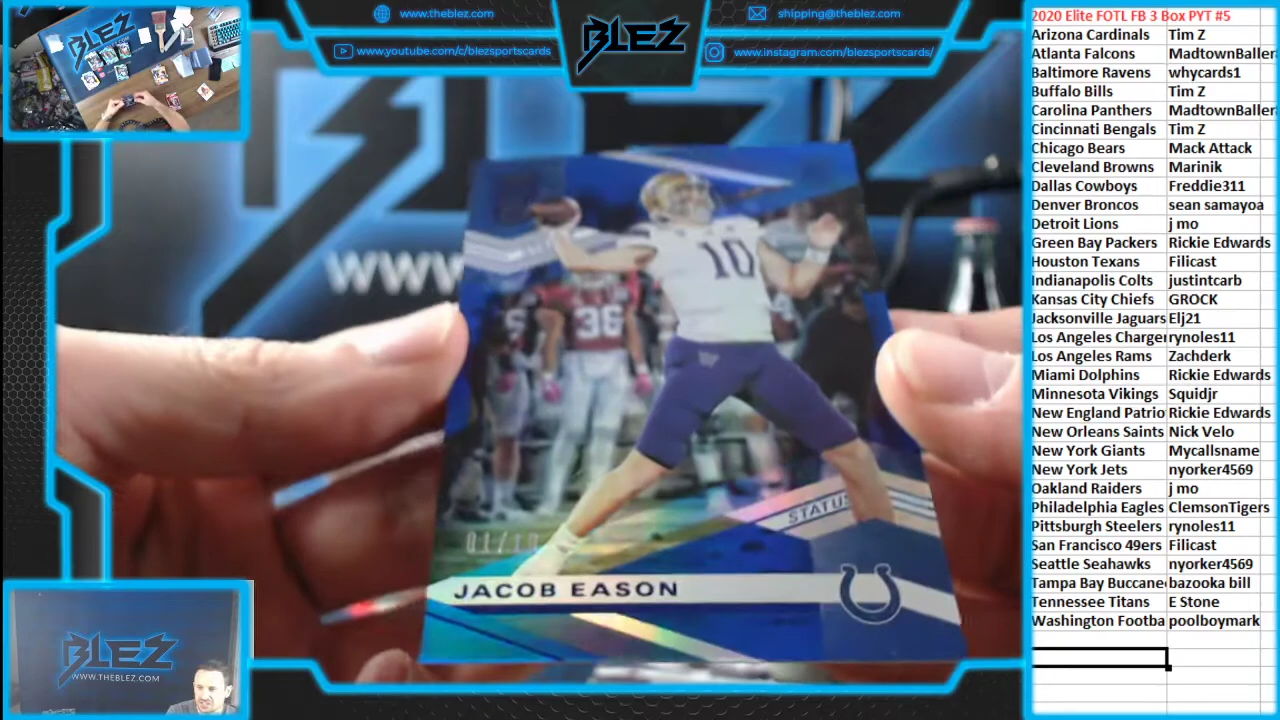 www.theblez.com
www.youtube.com/c/blezsportscards
BLEZ
shipping@theblez.com
www.instagram.com/blezsportscards/
BLEZ
WWW
10
36
W
STATUS
01/10
JACOB EASON
BLEZ
WWW.THEBLEZ.COM
2020 Elite FOTL FB 3 Box PYT #5
Arizona Cardinals Tim Z
Atlanta Falcons MadtownBaller
Baltimore Ravens whycards1
Buffalo Bills Tim Z
Carolina Panthers MadtownBaller
Cincinnati Bengals Tim Z
Chicago Bears Mack Attack
Cleveland Browns Marinik
Dallas Cowboys Freddie311
Denver Broncos sean samayoa
Detroit Lions j mo
Green Bay Packers Rickie Edwards
Houston Texans Filicast
Indianapolis Colts justintcarb
Kansas City Chiefs GROCK
Jacksonville Jaguars Elj21
Los Angeles Charger rynoles11
Los Angeles Rams Zachderk
Miami Dolphins Rickie Edwards
Minnesota Vikings Squidjr
New England Patrio Rickie Edwards
New Orleans Saints Nick Velo
New York Giants Mycallsname
New York Jets nyorker4569
Oakland Raiders j mo
Philadelphia Eagles ClemsonTigers
Pittsburgh Steelers rynoles11
San Francisco 49ers Filicast
Seattle Seahawks nyorker4569
Tampa Bay Buccane bazooka bill
Tennessee Titans E Stone
Washington Footba poolboymark